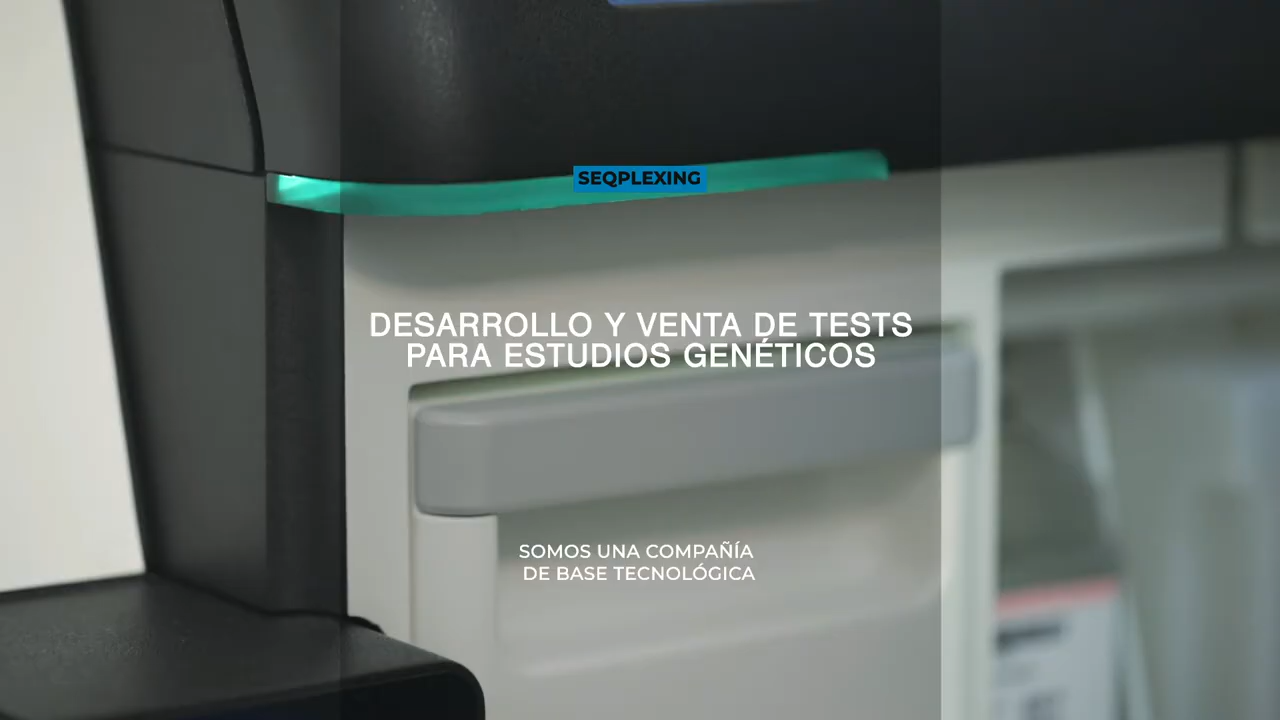 SEQPLEXING
DESARROLLO Y VENTA DE TESTS
PARA ESTUDIOS GENÉTICOS
SOMOS UNA COMPAÑÍA
DE BASE TECNOLÓGICA